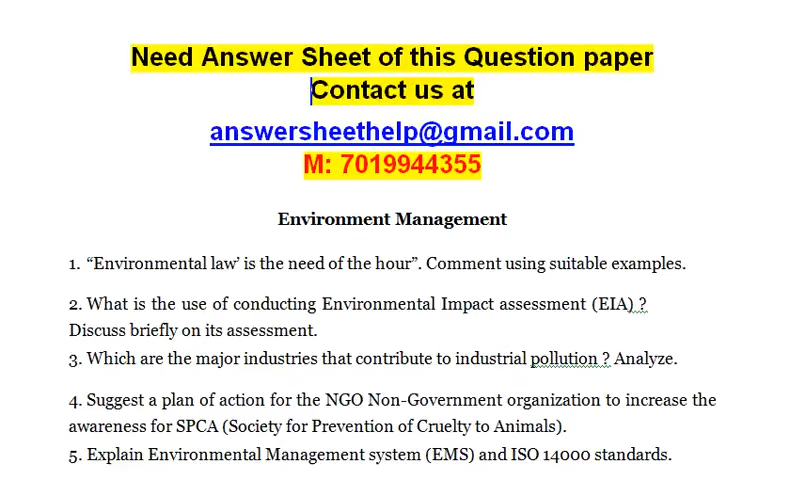 Need Answer Sheet of this Question paper
Contact us at
answersheethelp@gmail.com
M: 7019944355
Environment Management
1. “Environmental law’ is the need of the hour”. Comment using suitable examples.
2. What is the use of conducting Environmental Impact assessment (EIA) ?
Discuss briefly on its assessment.
3. Which are the major industries that contribute to industrial pollution ? Analyze.
4. Suggest a plan of action for the NGO Non-Government organization to increase the
awareness for SPCA (Society for Prevention of Cruelty to Animals).
5. Explain Environmental Management system (EMS) and ISO 14000 standards.